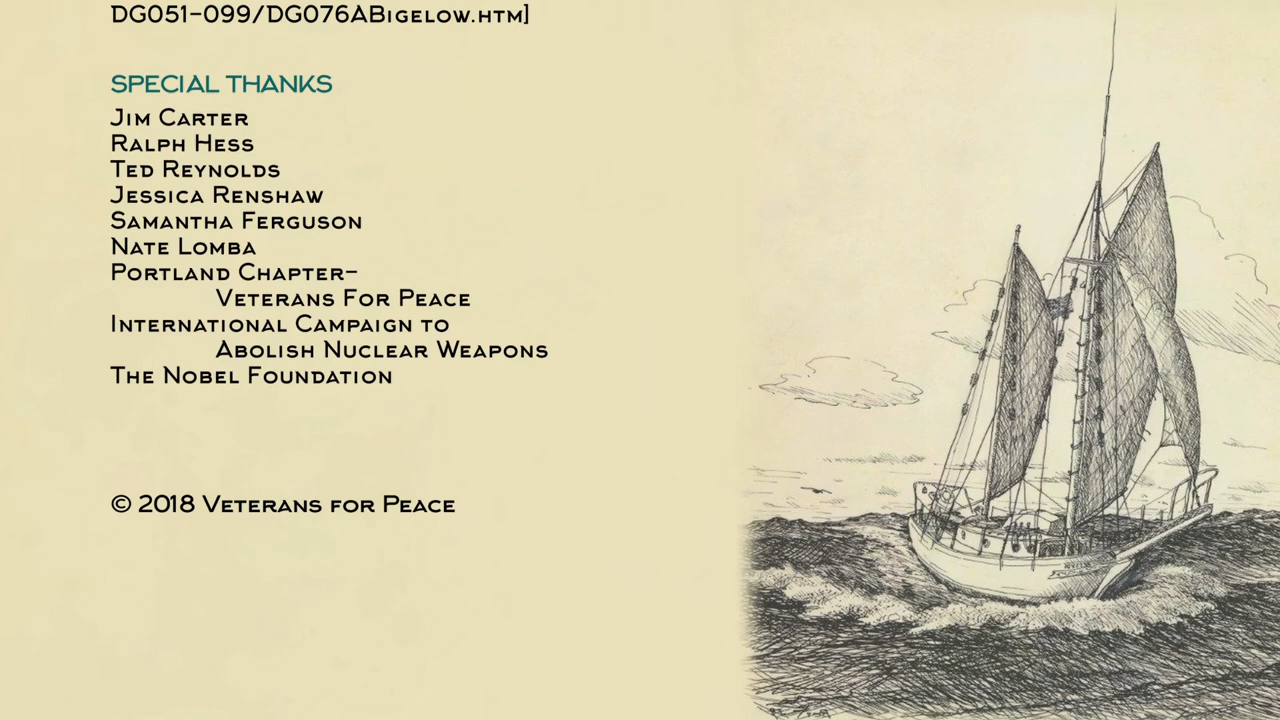 DG051-099/DG076ABigelow.htm]
SPECIAL THANKS
Jim Carter
Ralph Hess
Ted Reynolds
Jessica Renshaw
Samantha Ferguson
Nate Lomba
Portland Chapter-
Veterans For Peace
International Campaign to
Abolish Nuclear Weapons
The Nobel Foundation
© 2018 Veterans for Peace